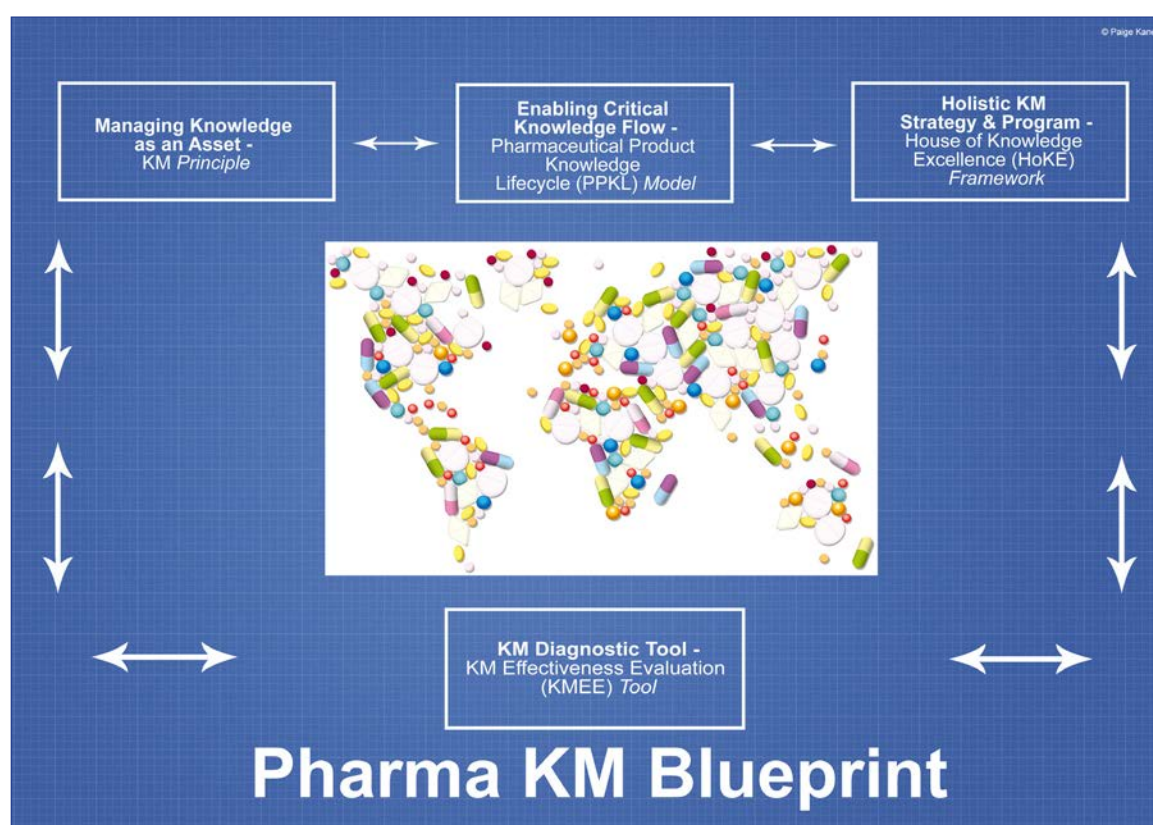 © Paige Kane
Managing Knowledge
as an Asset -
KM Principle
Enabling Critical
Knowledge Flow -
Pharmaceutical Product
Knowledge
Lifecycle (PPKL) Model
Holistic KM
Strategy & Program -
House of Knowledge
Excellence (HoKE)
Framework
KM Diagnostic Tool -
KM Effectiveness Evaluation
(KMEE) Tool
Pharma KM Blueprint